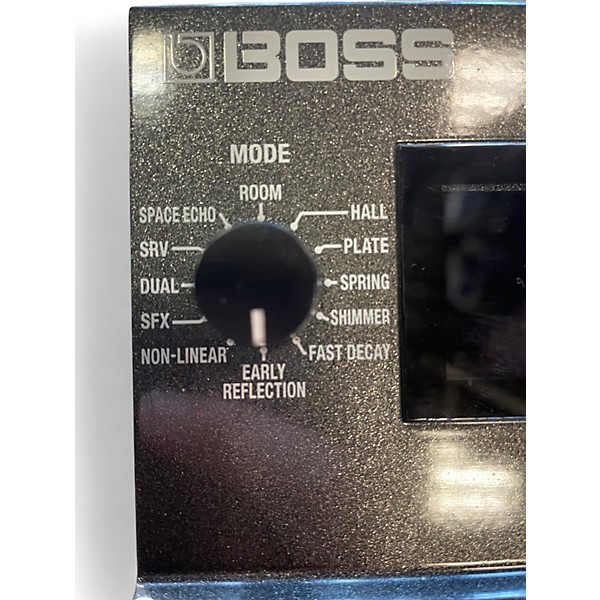 BOSS
MODE
ROOM
SPACE ECHO
HALL
SRV
PLATE
DUAL
SPRING
SFX
SHIMMER
NON-LINEAR
FAST DECAY
EARLY
REFLECTION